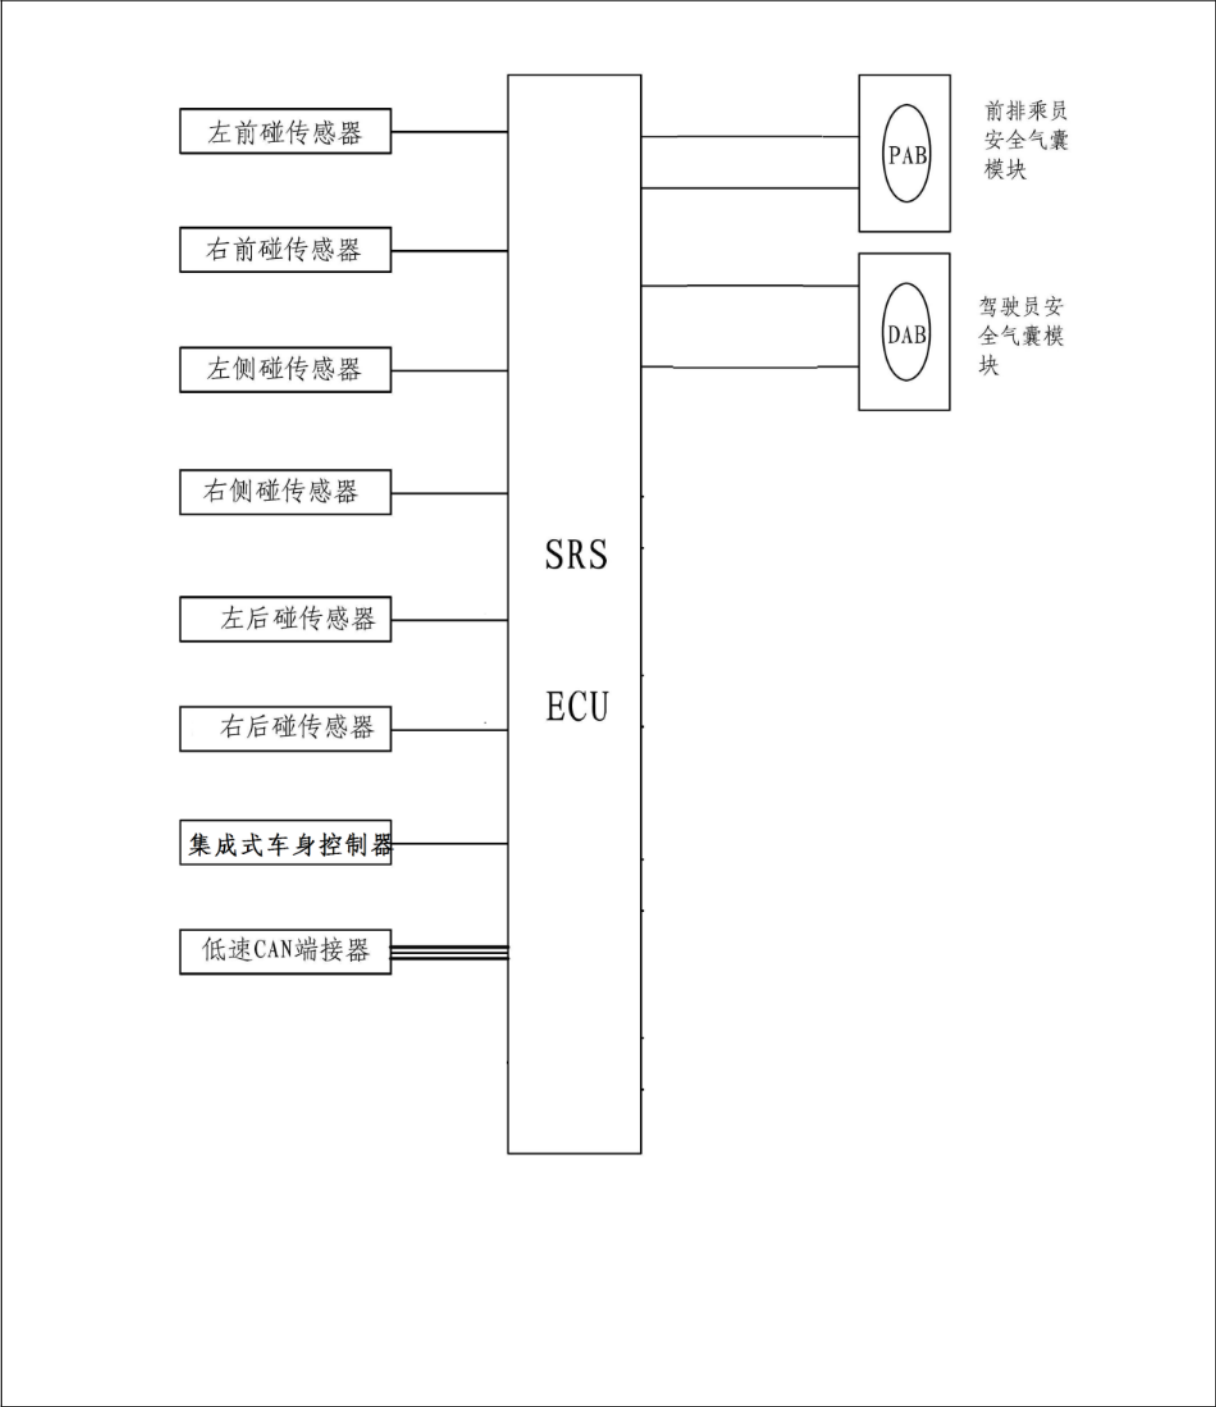 左前碰传感器
右前碰传感器
左侧碰传感器
右侧碰传感器
左后碰传感器
右后碰传感器
集成式车身控制器
低速CAN端接器
SRS
ECU
PAB
前排乘员
安全气囊
模块
DAB
驾驶员安
全气囊模
块